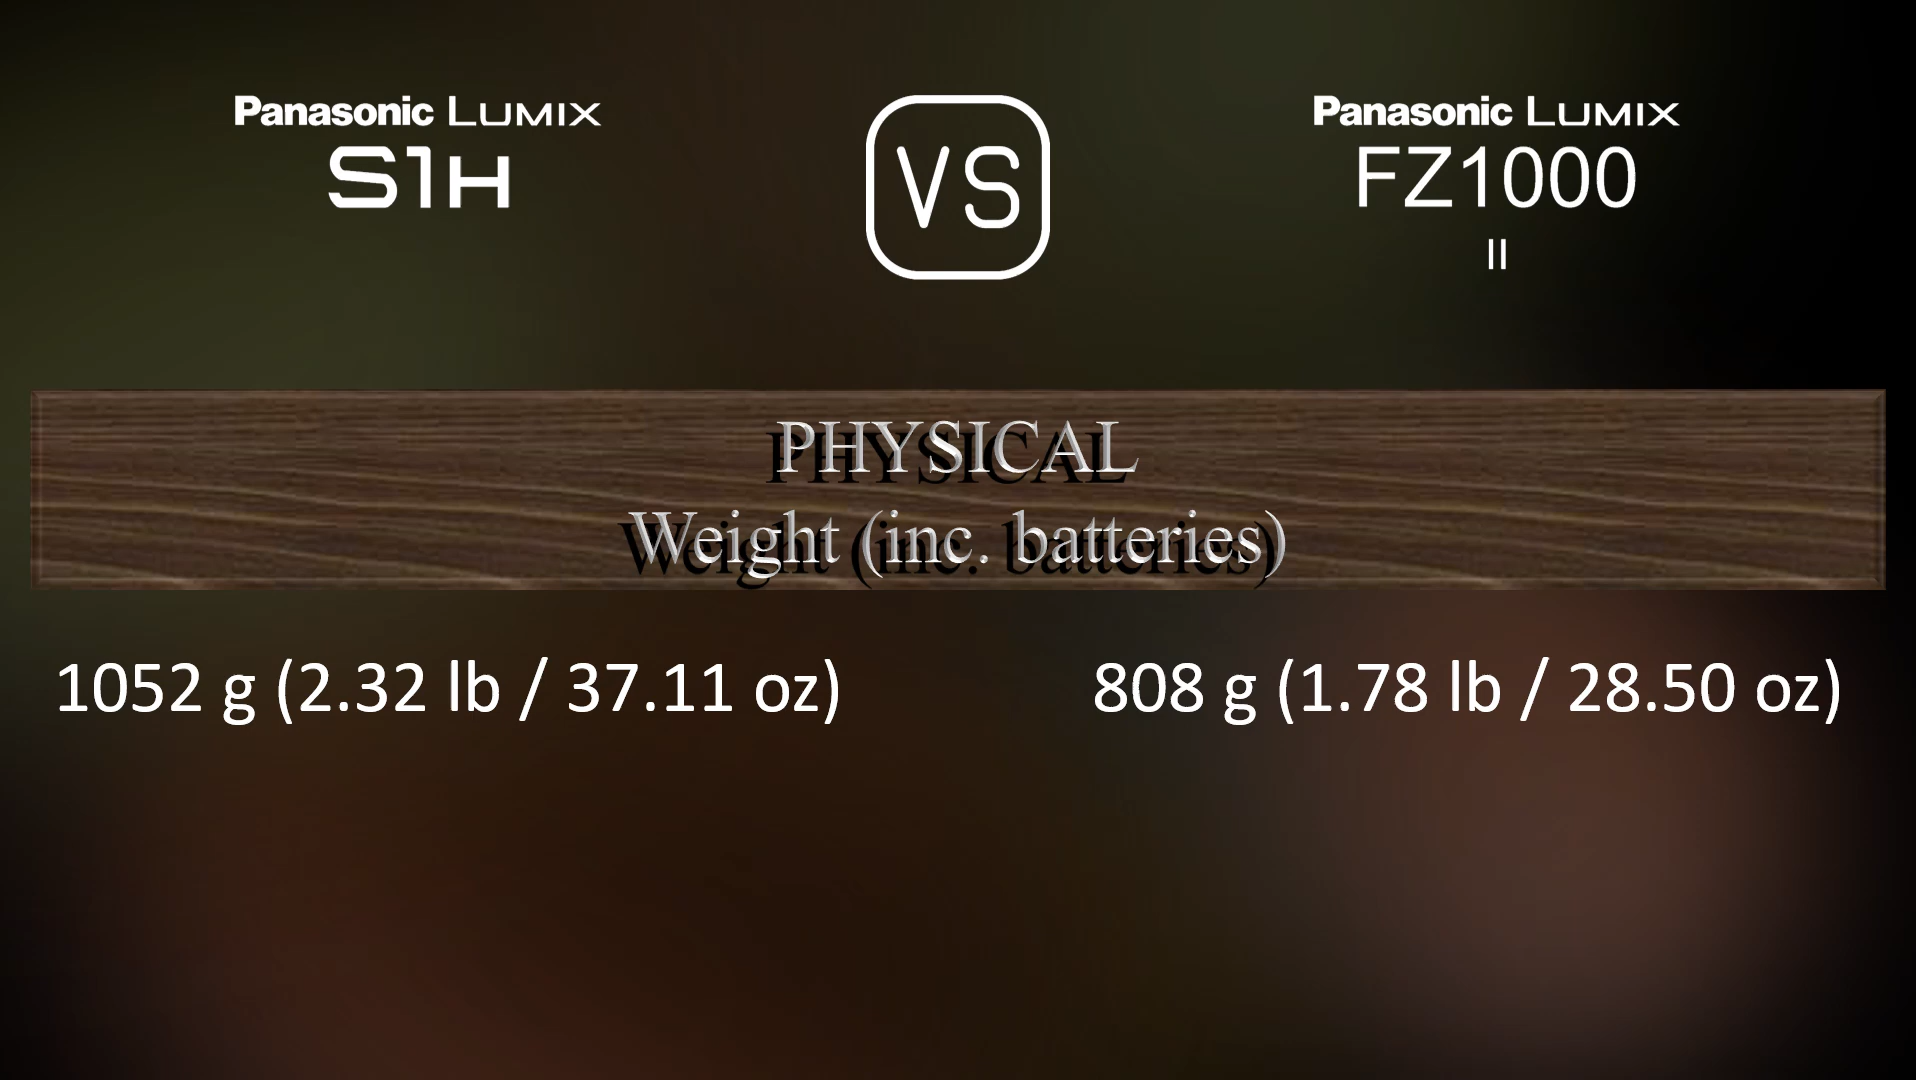 Panasonic LUMIX
S1H
VS
Panasonic LUMIX
FZ1000
II
PHYSICAL
Weight (inc. batteries)
1052 g (2.32 lb / 37.11 oz)
808 g (1.78 lb / 28.50 oz)